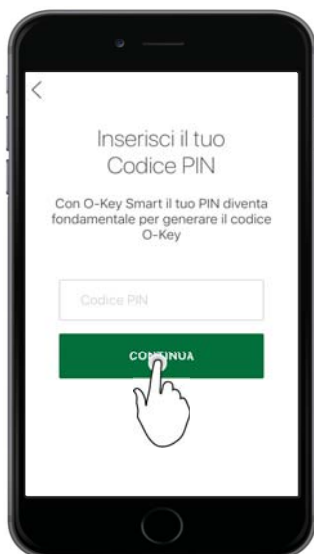 Inserisci il tuo
Codice PIN
Con O-Key Smart il tuo PIN diventa
fondamentale per generare il codice
O-Key
Codice PIN
CONTINUA